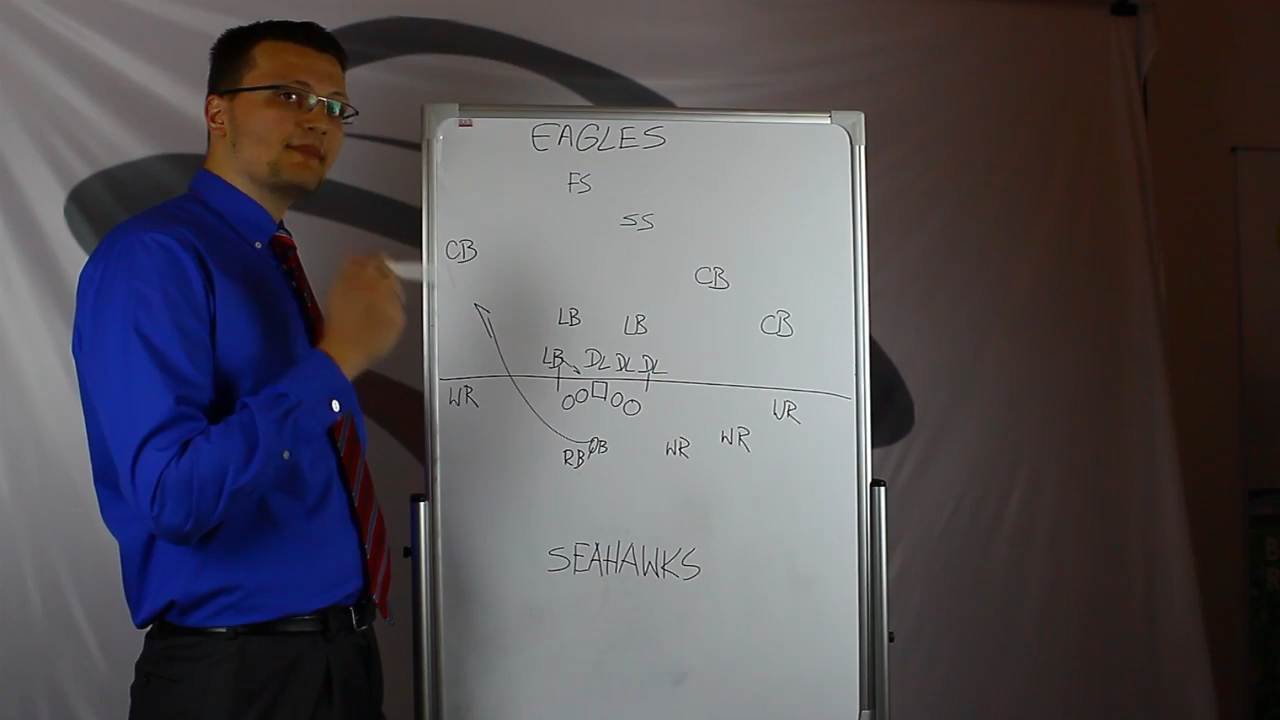 EAGLES
FS
SS
CB
CB
LB LB CB
LB DL DL DL
WR WR
RB QB WR WR
SEAHAWKS